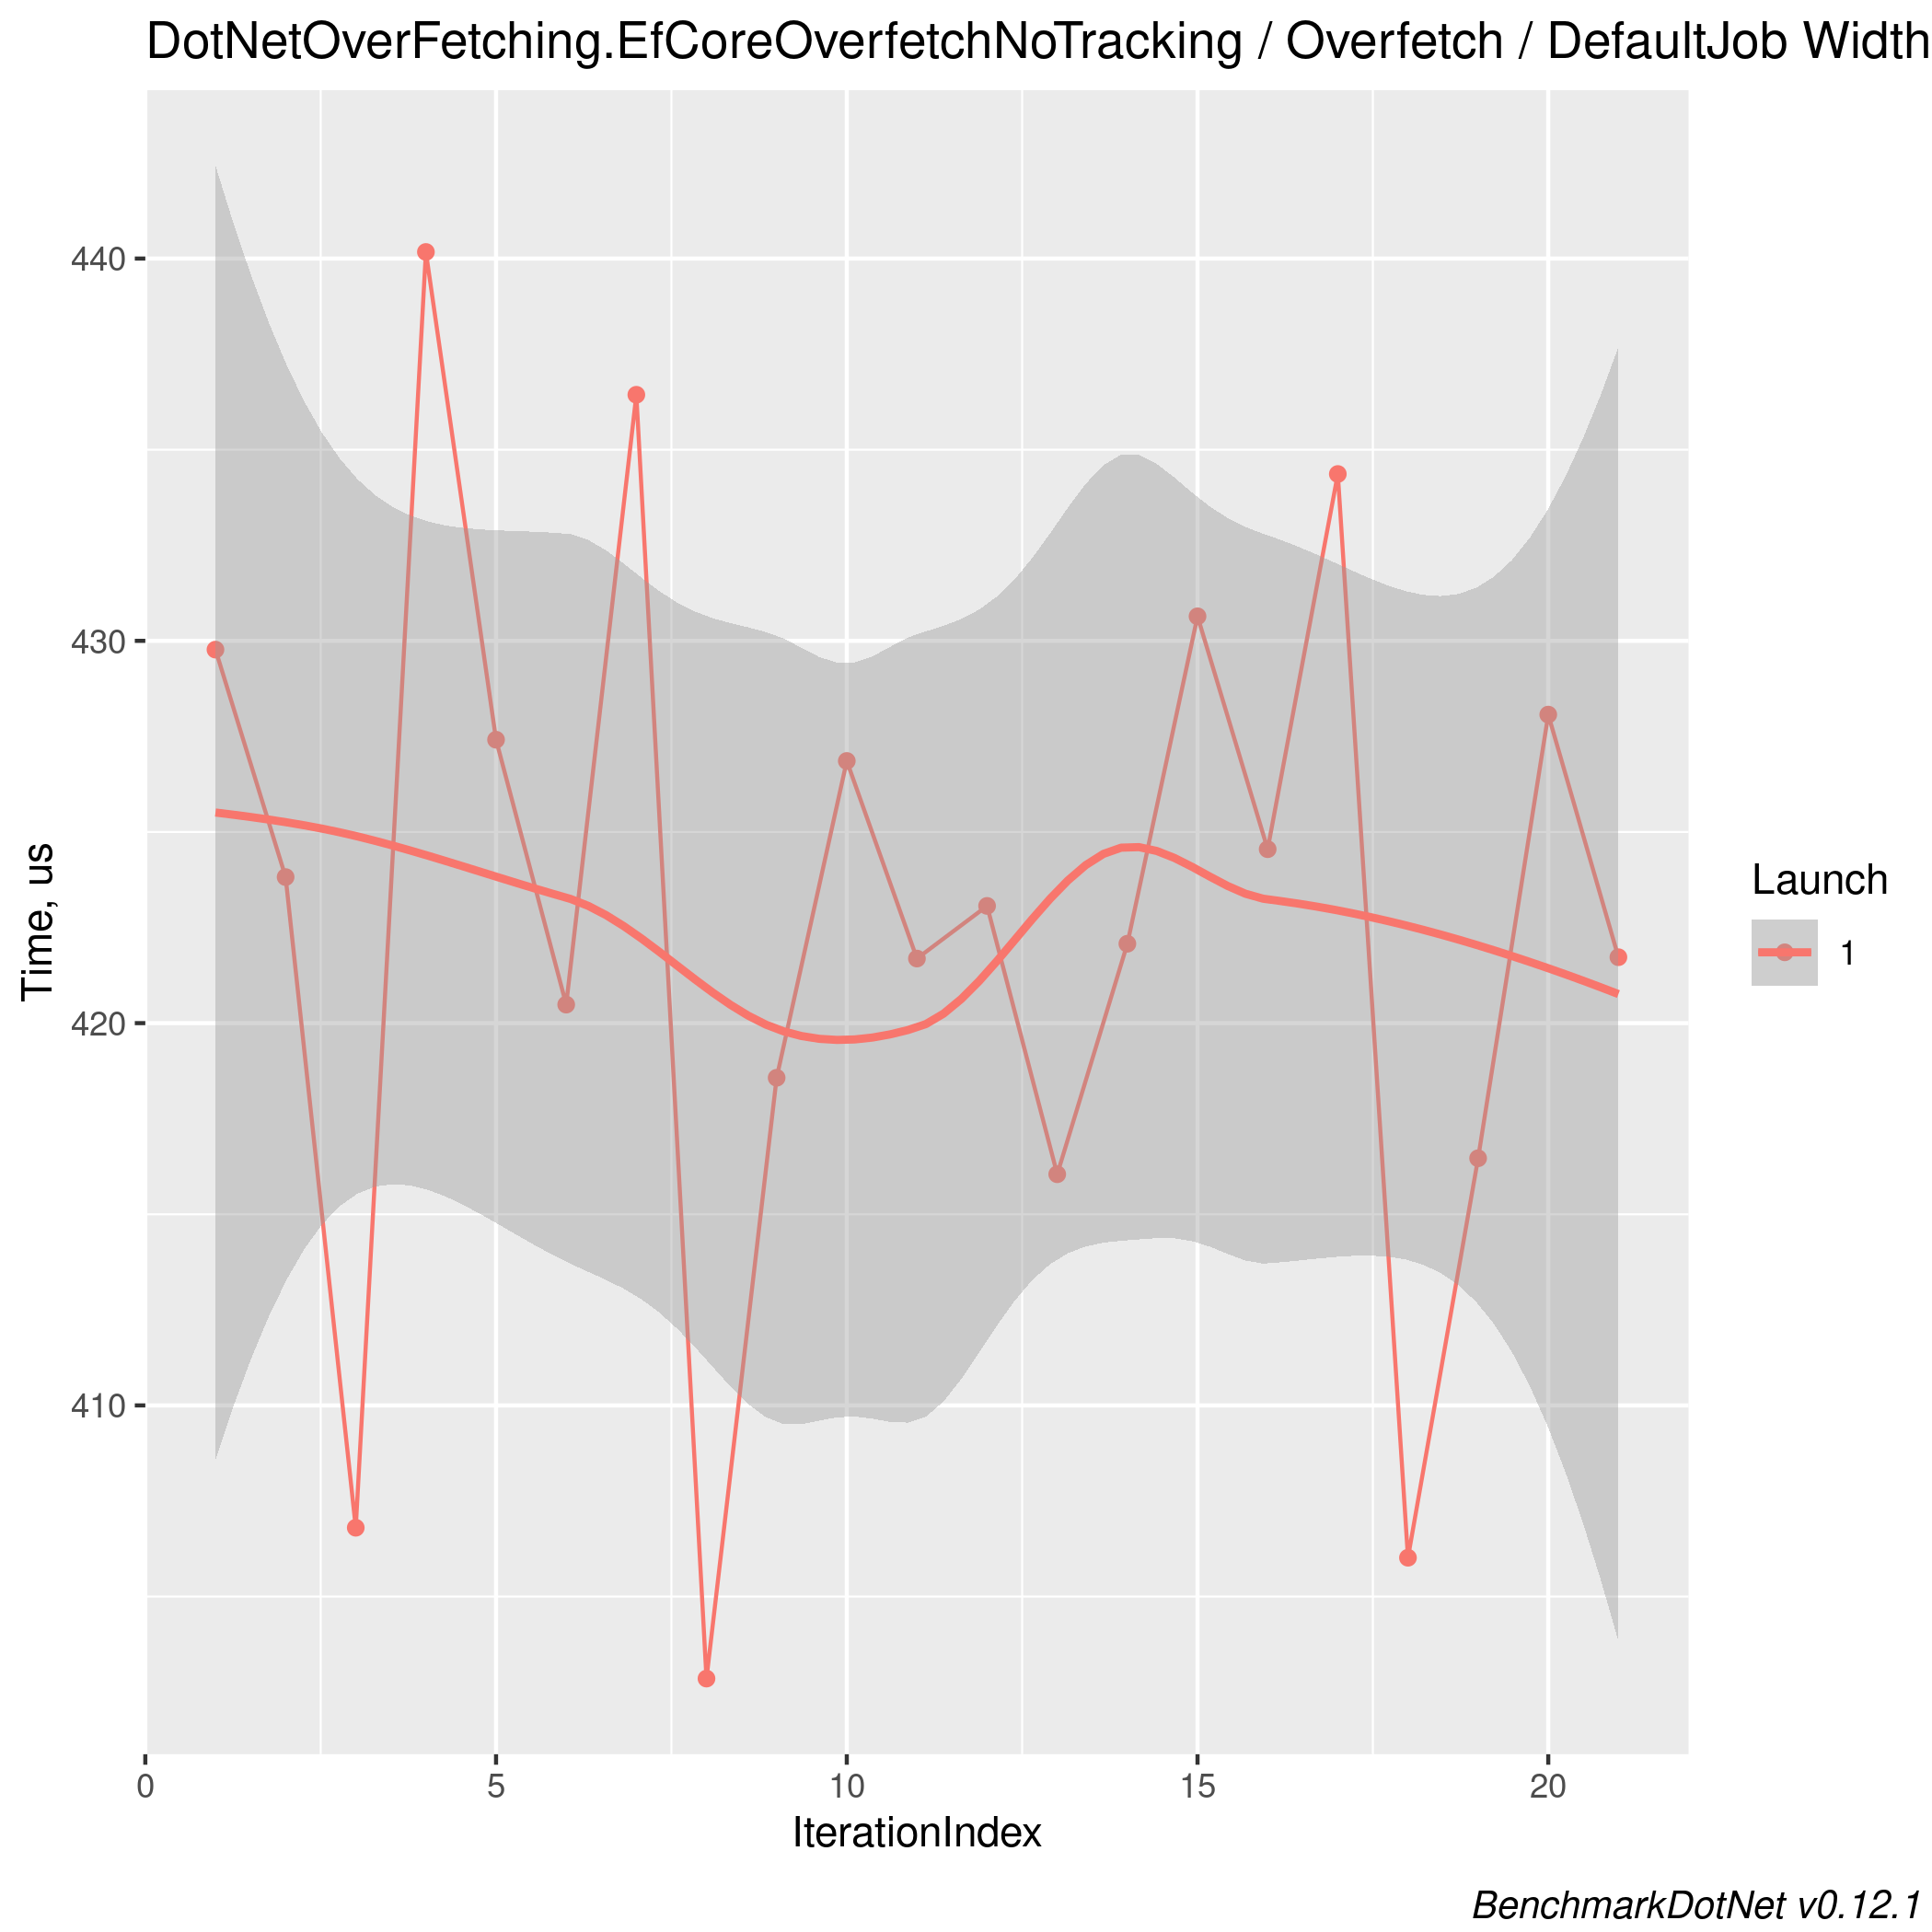 DotNetOverFetching.EfCoreOverfetchNoTracking / Overfetch / DefaultJob Width
440
430
420
410
Time, us
0 5 10 15 20
IterationIndex
Launch
1
BenchmarkDotNet v0.12.1